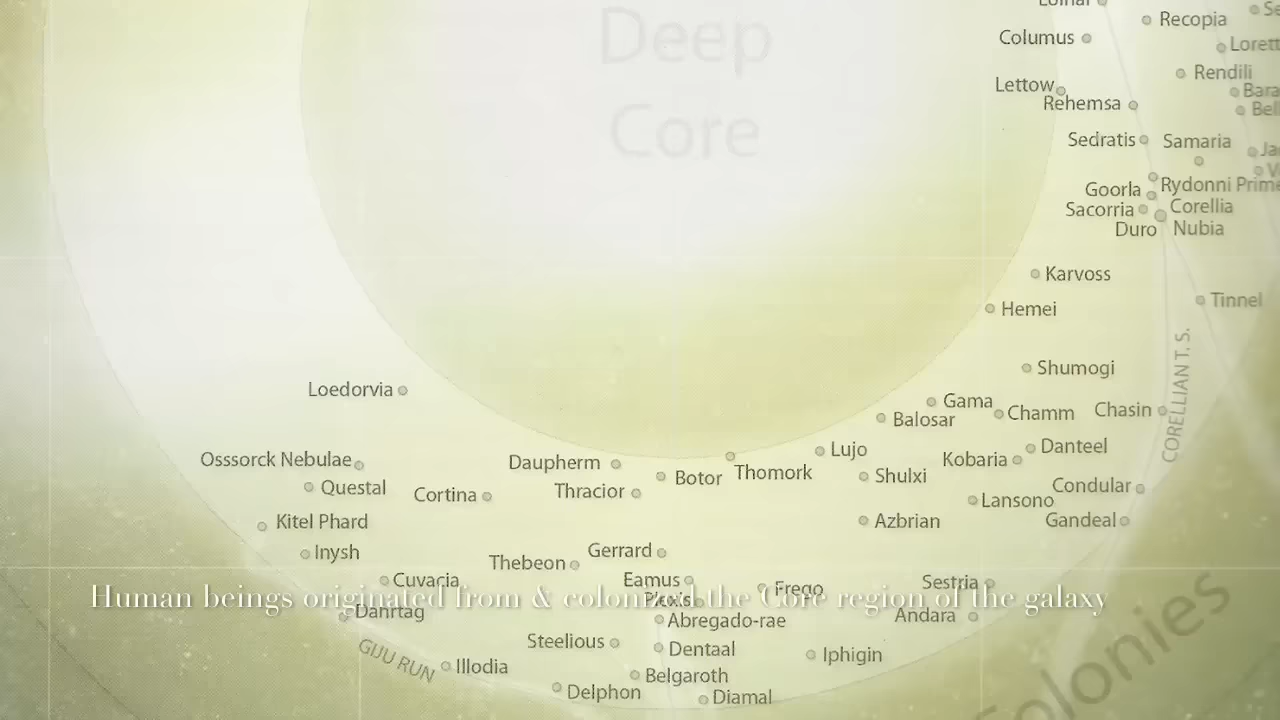 Deep
Core
Recopia
Columus
Rendili
Lettow
Rehemsa
Sedratis
Samaria
Goorla
Rydonni Prime
Sacorria
Corellia
Duro
Nubia
Karvoss
Tinnel
Hemei
Shumogi
CORELLIAN T. S.
Loedorvia
Gama
Chamm
Chasin
Balosar
Danteel
Lujo
Kobaria
Osssorck Nebulae
Daupherm
Thomork
Botor
Shulxi
Questal
Cortina
Thracior
Condular
Lansono
Kitel Phard
Azbrian
Gandeal
Inysh
Gerrard
Thebeon
Cuvacia
Eamus
Frego
Sestria
Human beings originated from & colonized the Core region of the galaxy
Plexis
Danrtag
Abregado-rae
Andara
Steelious
Dentaal
Iphigin
GIJU RUN
Illodia
Belgaroth
Delphon
Diamal